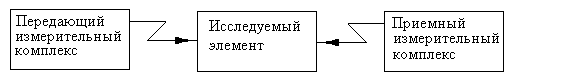 Передающий
измерительный
комплекс
Исследуемый
элемент
Приемный
измерительный
комплекс